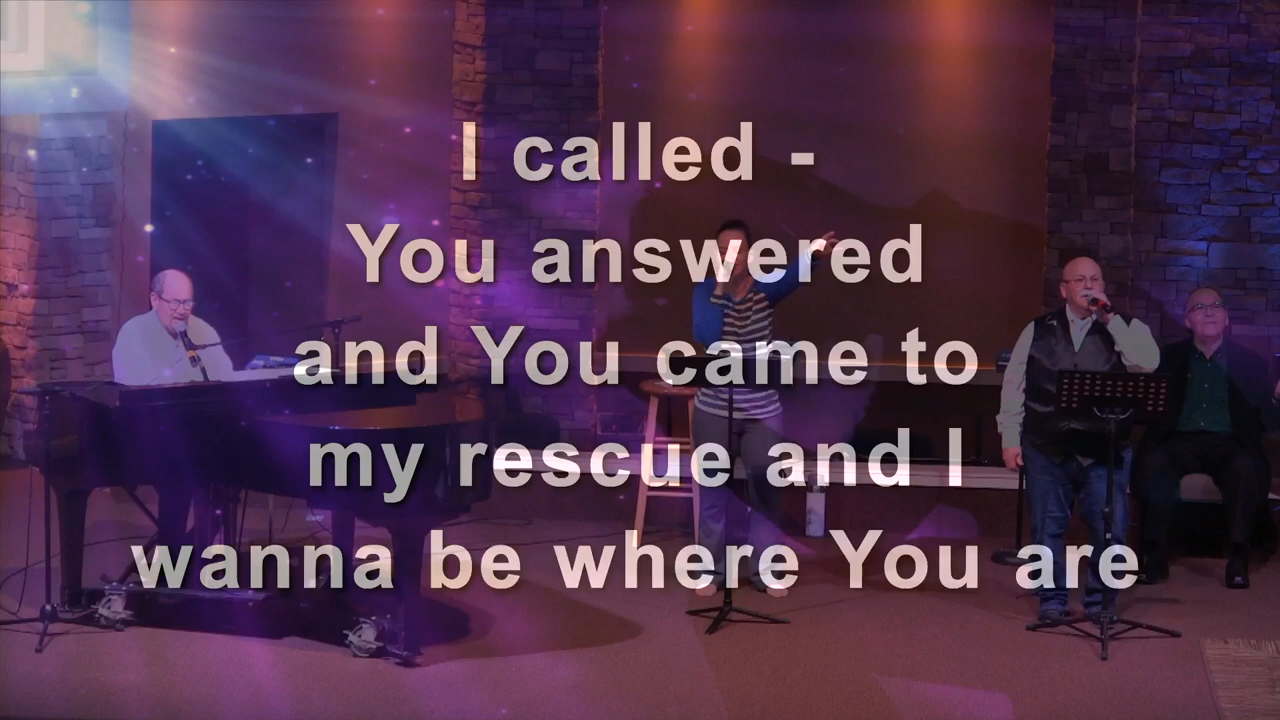 I called -
You answered
and You came to
my rescue and I
wanna be where You are